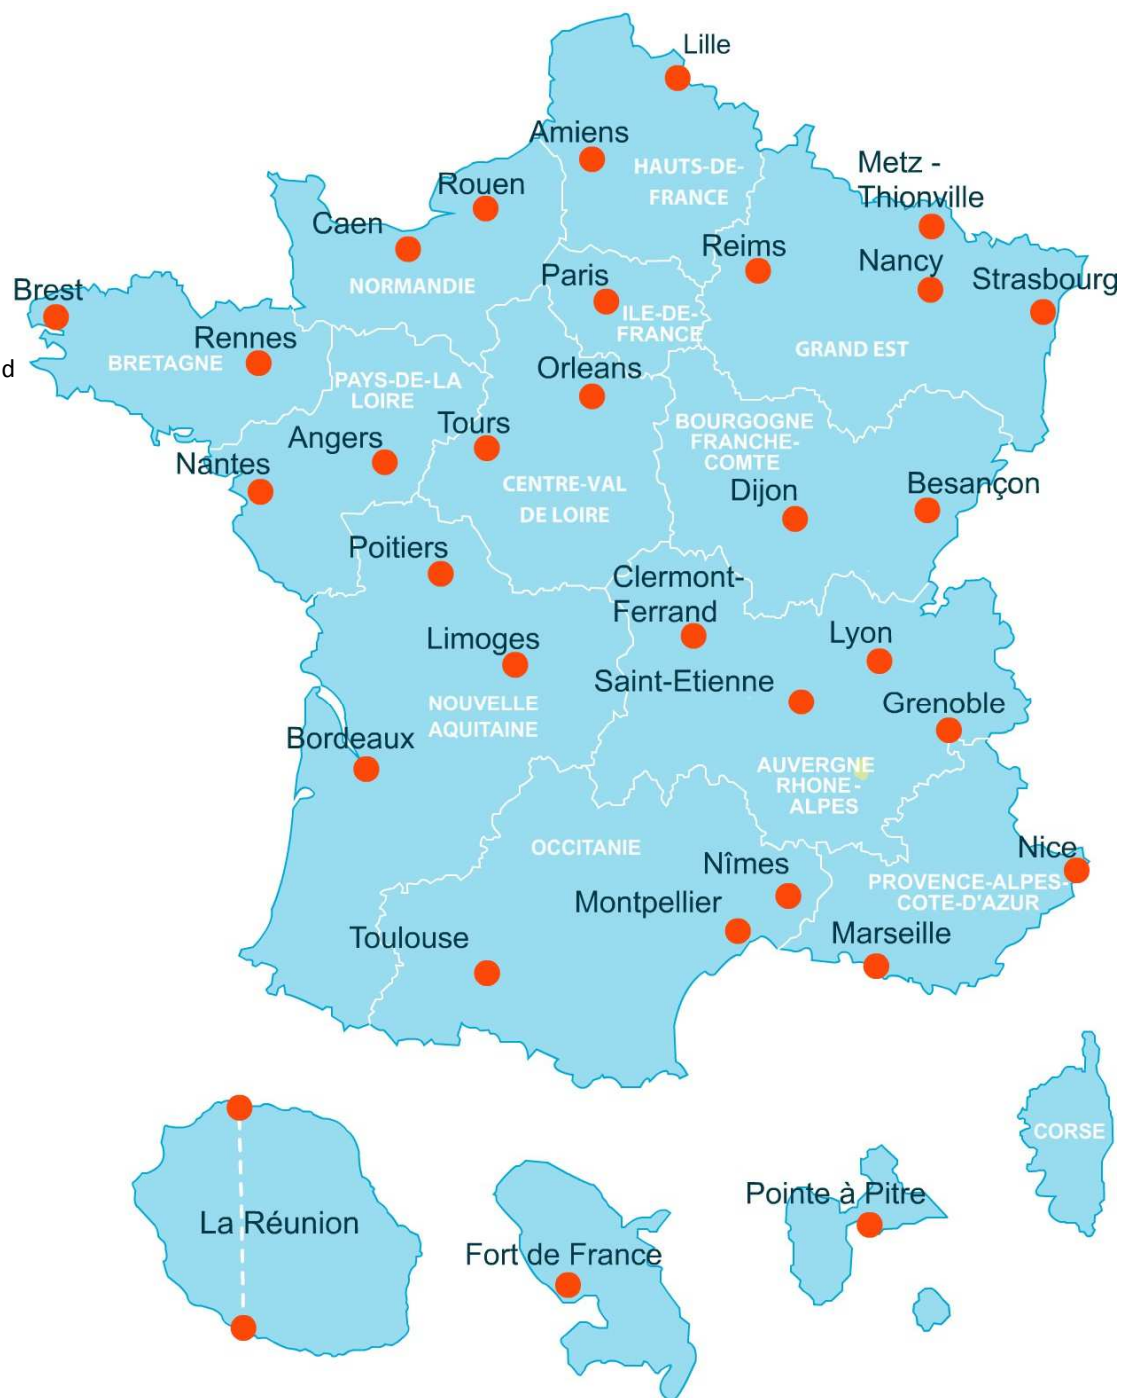 Lille
Amiens
HAUTS-DE-
FRANCE
Metz -
Thionville
Rouen
Caen
Reims
Nancy
Strasbourg
NORMANDIE
Paris
ILE-DE-
FRANCE
Brest
Rennes
BRETAGNE
d
GRAND EST
PAYS-DE-LA
LOIRE
Orleans
BOURGOGNE
FRANCHE-
COMTE
Angers
Tours
Nantes
CENTRE-VAL
DE LOIRE
Dijon
Besançon
Poitiers
Clermont-
Ferrand
Limoges
Lyon
Saint-Etienne
Grenoble
NOUVELLE
AQUITAINE
Bordeaux
AUVERGNE
RHONE-
ALPES
OCCITANIE
Nîmes
Nice
PROVENCE-ALPES-
COTE-D'AZUR
Montpellier
Toulouse
Marseille
CORSE
La Réunion
Fort de France
Pointe à Pitre